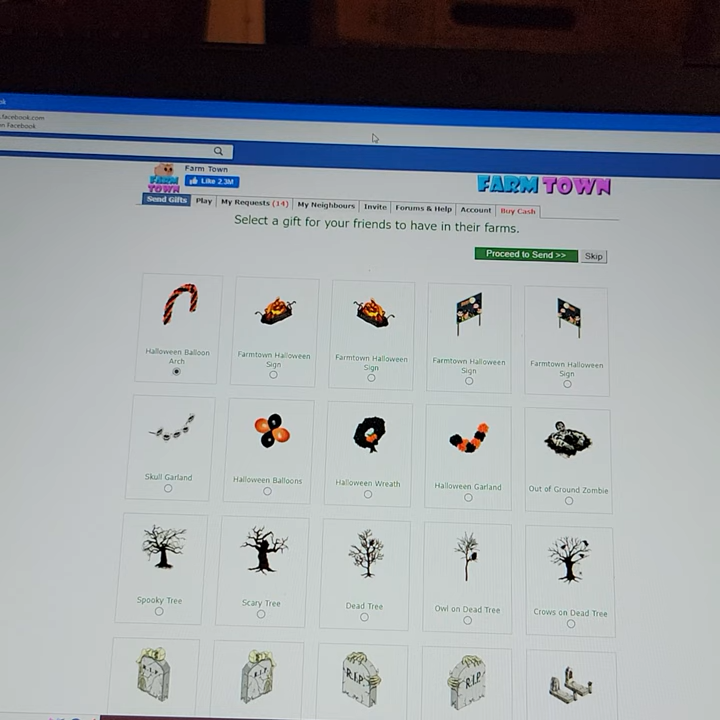 .facebook.com
Facebook
Farm Town
FARM TOWN
Like 2.3M
FARM TOWN
Send Gifts Play My Requests (14) My Neighbours Invite Forums & Help Account Buy Cash
Select a gift for your friends to have in their farms.
Proceed to Send >> Skip
Halloween Balloon Arch
Farmtown Halloween Sign
Farmtown Halloween Sign
Farmtown Halloween Sign
Farmtown Halloween Sign
Skull Garland
Halloween Balloons
Halloween Wreath
Halloween Garland
Out of Ground Zombie
Spooky Tree
Scary Tree
Dead Tree
Owl on Dead Tree
Crows on Dead Tree
R.I.P.
R.I.P.
R.I.P.
R.I.P.